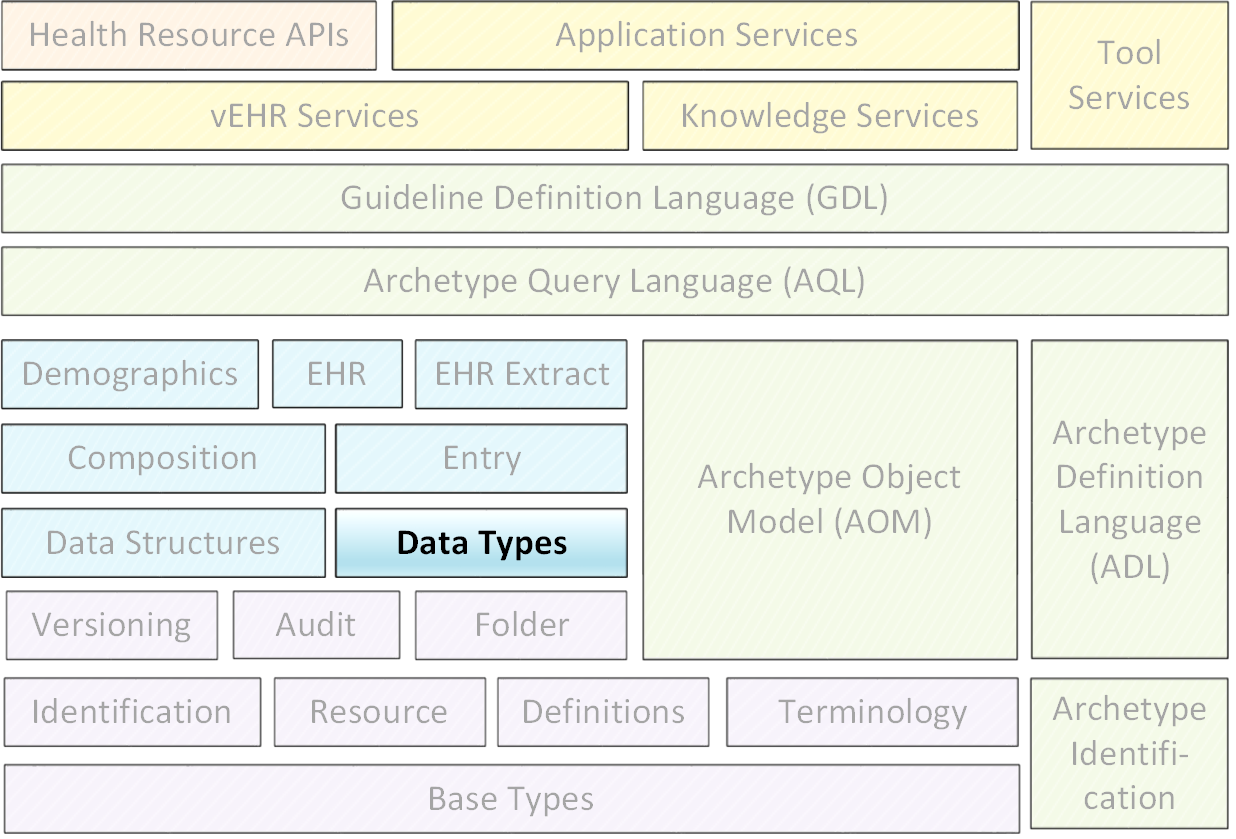 Health Resource APIs
Application Services
Tool
Services
vEHR Services
Knowledge Services
Guideline Definition Language (GDL)
Archetype Query Language (AQL)
Demographics
EHR
EHR Extract
Composition
Entry
Data Structures
Data Types
Versioning
Audit
Folder
Archetype Object
Model (AOM)
Archetype
Definition
Language
(ADL)
Identification
Resource
Definitions
Terminology
Base Types
Archetype
Identifi-
cation